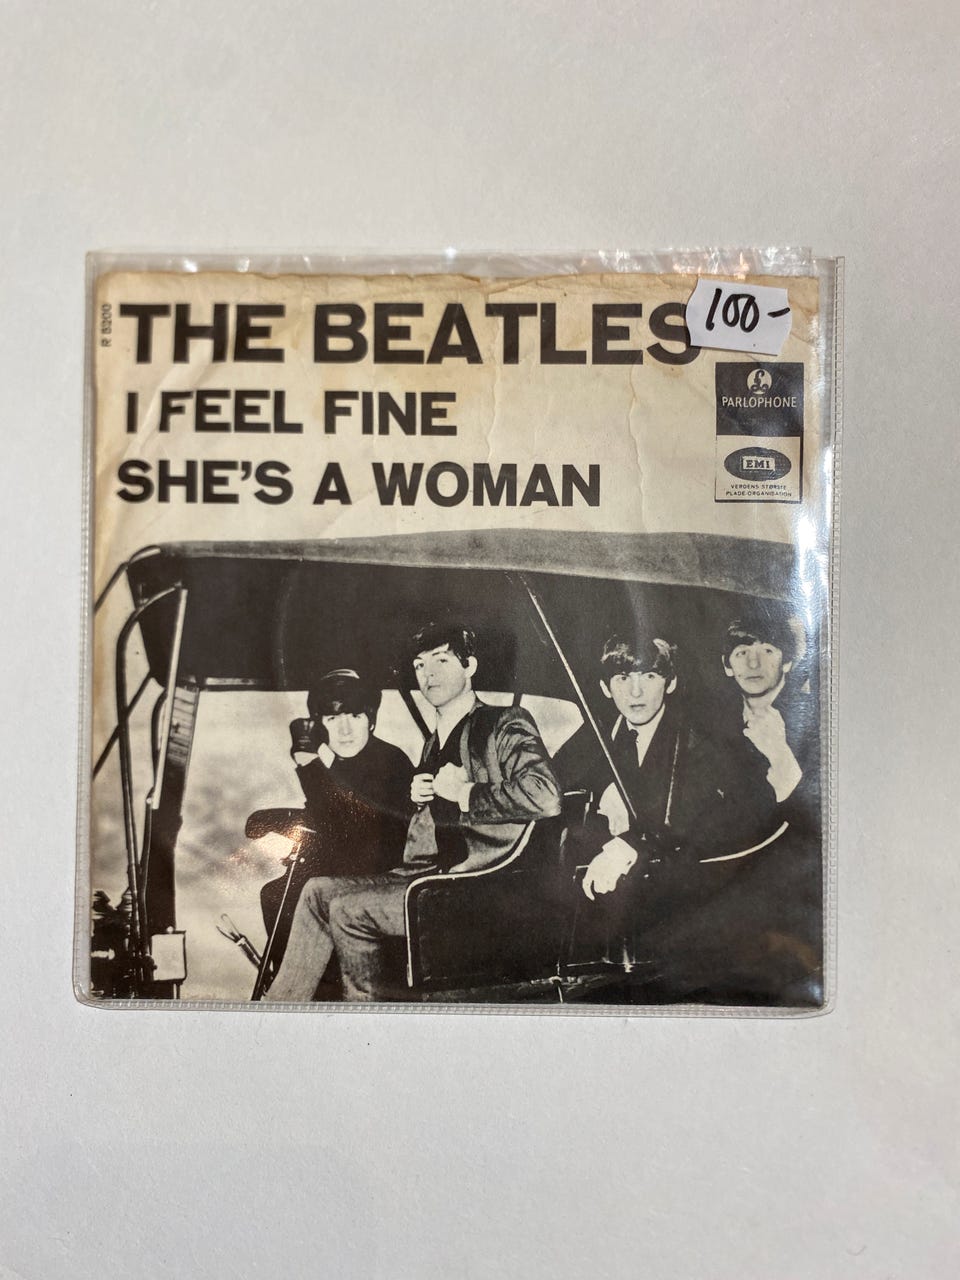 R 5200
THE BEATLES
100-
I FEEL FINE
SHE'S A WOMAN
£
PARLOPHONE
EMI
VERDENS STØRSTE
PLADE-ORGANISATION